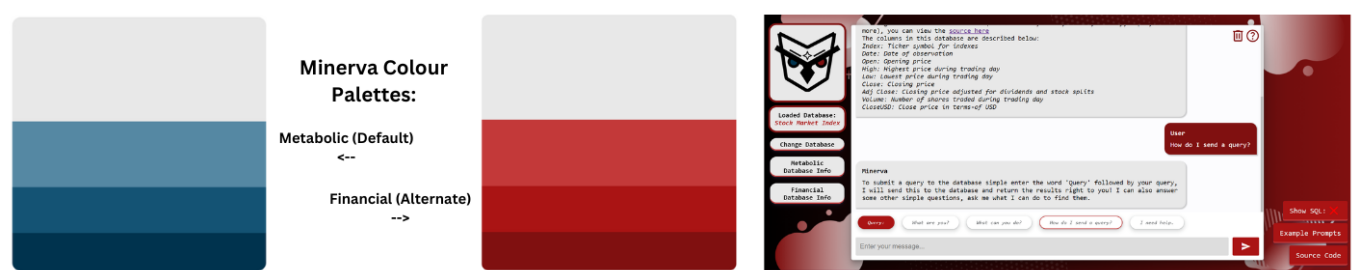 Minerva Colour
Palettes:
Metabolic (Default)
<--
Financial (Alternate)
-->
more), you can view the source here
The columns in this database are described below:
Index: Ticher symbol for indexes
Date: Date of observation
Open: Opening price
High: Highest price during trading day
Low: Lowest price during trading day
Close: Closing price
Adj Close: Closing price adjusted for dividends and stock splits
Volume: Number of shares traded during trading day
CloseUSD: Close price in terms-of USD
Loaded Database:
Stock Market Index
Change Database
Metabolic
Database Info
Financial
Database Info
User
How do I send a query?
Minerva
To submit a query to the database simple enter the word 'Query' followed by your query,
I will send this to the database and return the results right to you! I can also answer
some other simple questions, ask me what I can do to find them.
Query:
What are you?
What can you do?
How do I send a query?
I need help.
Enter your message...
Show SQL:
Example Prompts
Source Code